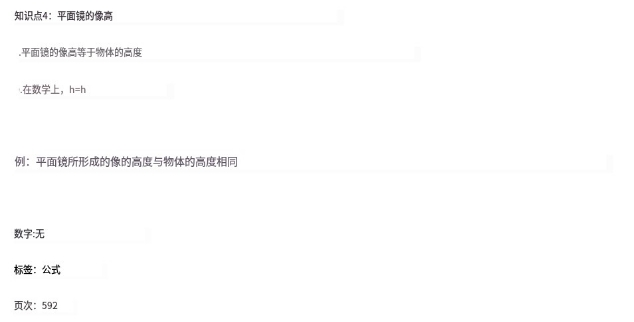 知识点4：平面镜的像高
.平面镜的像高等于物体的高度
.在数学上，h=h
例：平面镜所形成的像的高度与物体的高度相同
数字:无
标签：公式
页次：592